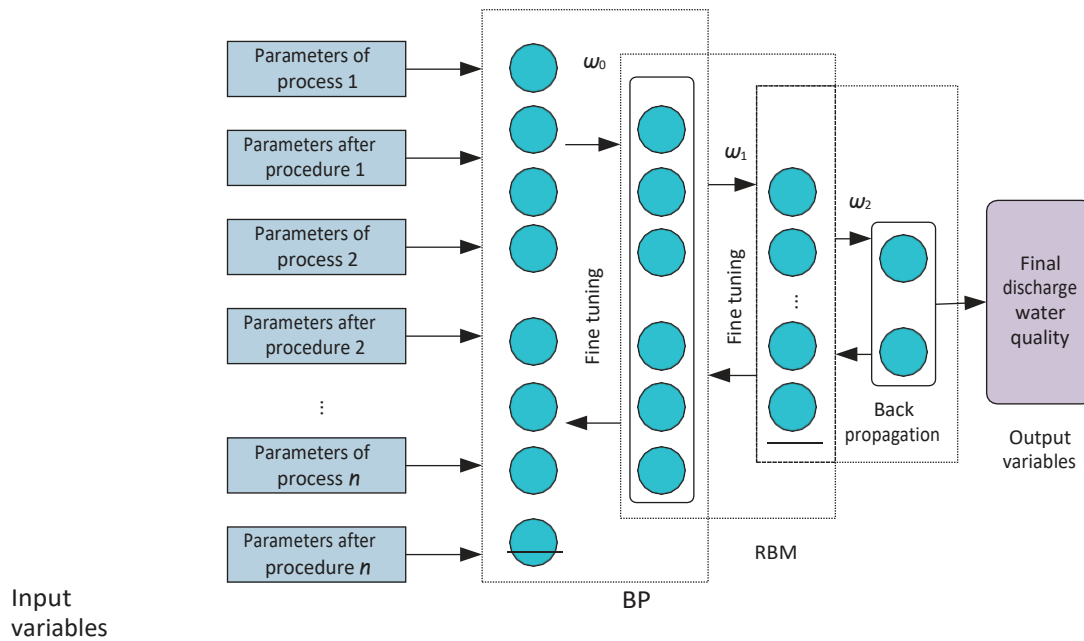 Parameters of
process 1
Parameters after
procedure 1
Parameters of
process 2
Parameters after
procedure 2
...
Parameters of
process n
Parameters after
procedure n
Input
variables
ω0
Fine tuning
BP
ω1
Fine tuning
RBM
ω2
...
Back
propagation
Final
discharge
water
quality
Output
variables